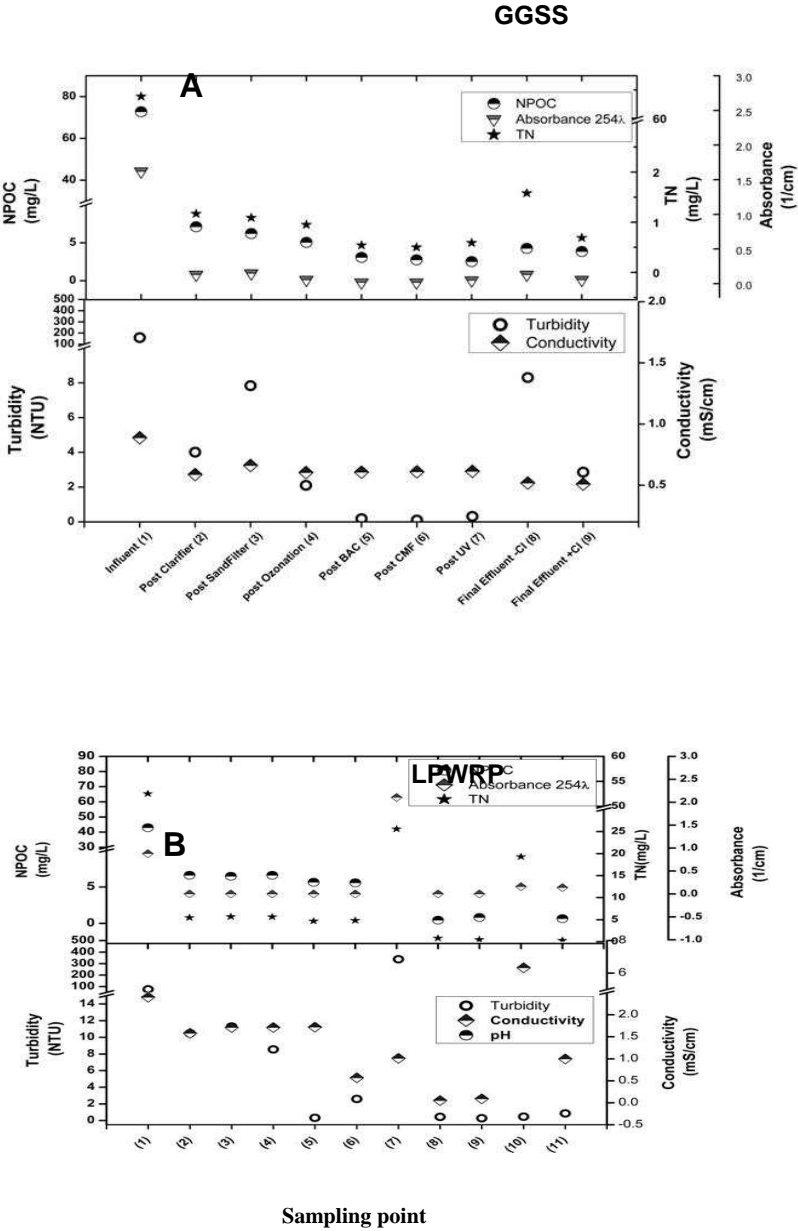 GGSS
A
NPOC
Absorbance 254λ
TN
80
60
40
5
0
NPOC
(mg/L)
60
2
1
0
TN
(mg/L)
3.0
2.5
2.0
1.5
1.0
0.5
0.0
Absorbance
(1/cm)
500
400
300
200
100
8
6
4
2
0
Turbidity
(NTU)
Turbidity
Conductivity
2.0
1.5
1.0
0.5
Conductivity
(mS/cm)
Influent (1)
Post Clarifier (2)
Post SandFilter (3)
post Ozonation (4)
Post BAC (5)
Post CMF (6)
Post UV (7)
Final Effluent -Cl (8)
Final Effluent +Cl (9)
LPWRP
B
Absorbance 254λ
TN
90
80
70
60
50
40
30
5
0
NPOC
(mg/L)
60
55
50
25
20
15
10
5
0
TN(mg/L)
3.0
2.5
2.0
1.5
1.0
0.5
0.0
-0.5
-1.0
Absorbance
(1/cm)
500
400
300
200
100
14
12
10
8
6
4
2
0
Turbidity
(NTU)
Turbidity
Conductivity
pH
8
6
2.0
1.5
1.0
0.5
0.0
-0.5
Conductivity
(mS/cm)
(1)
(2)
(3)
(4)
(5)
(6)
(7)
(8)
(9)
(10)
(11)
Sampling point